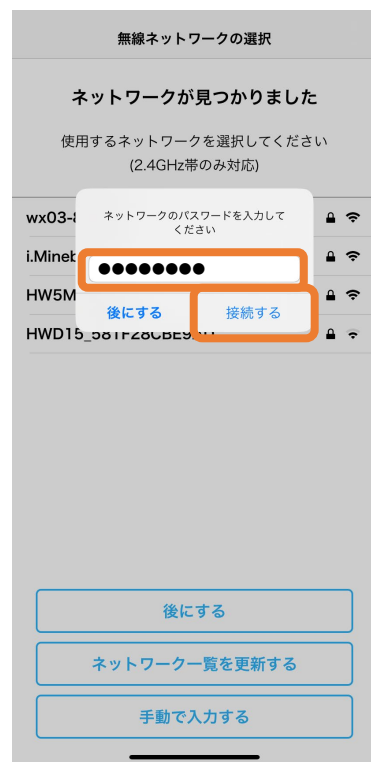 無線ネットワークの選択
ネットワークが見つかりました
使用するネットワークを選択してください
(2.4GHz帯のみ対応)
ネットワークのパスワードを入力して
ください
●●●●●●●●
後にする
接続する
wx03-
i.Mineb
HW5M
後にする
ネットワーク一覧を更新する
手動で入力する